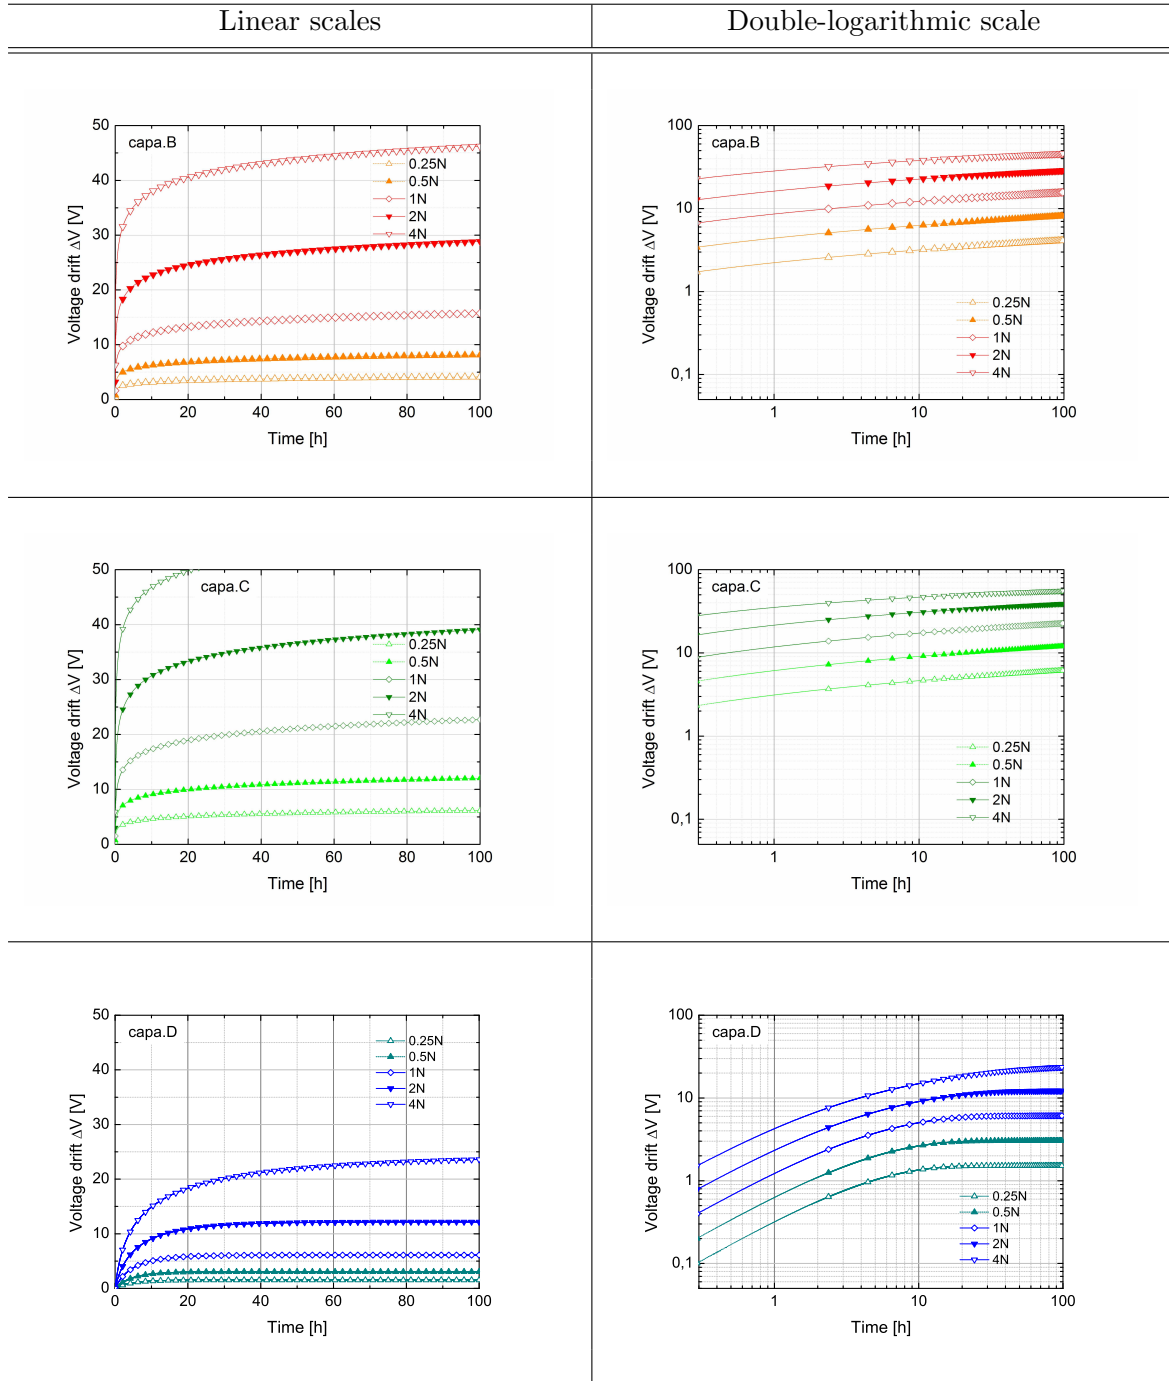 Linear scales
Double-logarithmic scale
capa.B
50
40
30
20
10
0
0 20 40 60 80 100
Voltage drift ΔV [V]
Time [h]
0.25N
0.5N
1N
2N
4N
capa.B
100
10
1
0,1
1 10 100
Voltage drift ΔV [V]
Time [h]
0.25N
0.5N
1N
2N
4N
capa.C
50
40
30
20
10
0
0 20 40 60 80 100
Voltage drift ΔV [V]
Time [h]
0.25N
0.5N
1N
2N
4N
capa.C
100
10
1
0,1
1 10 100
Voltage drift ΔV [V]
Time [h]
0.25N
0.5N
1N
2N
4N
capa.D
50
40
30
20
10
0
0 20 40 60 80 100
Voltage drift ΔV [V]
Time [h]
0.25N
0.5N
1N
2N
4N
capa.D
100
10
1
0,1
1 10 100
Voltage drift ΔV [V]
Time [h]
0.25N
0.5N
1N
2N
4N